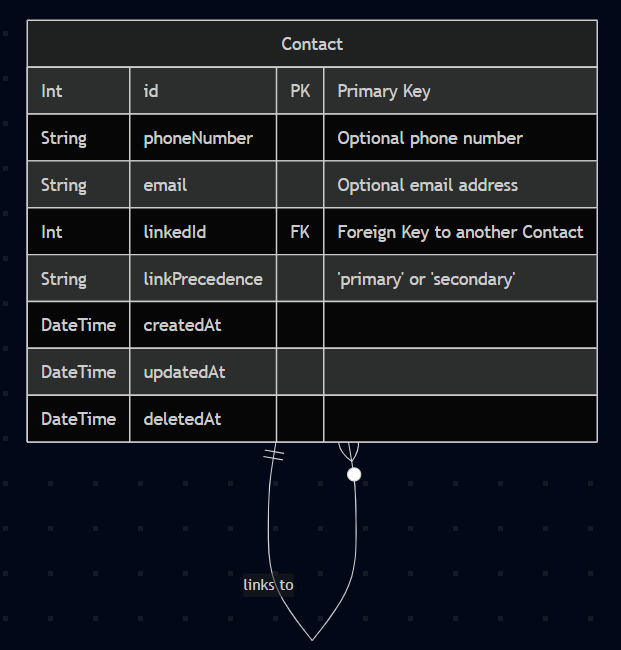 Contact
Int id PK Primary Key
String phoneNumber Optional phone number
String email Optional email address
Int linkedId FK Foreign Key to another Contact
String linkPrecedence 'primary' or 'secondary'
DateTime createdAt
DateTime updatedAt
DateTime deletedAt
links to